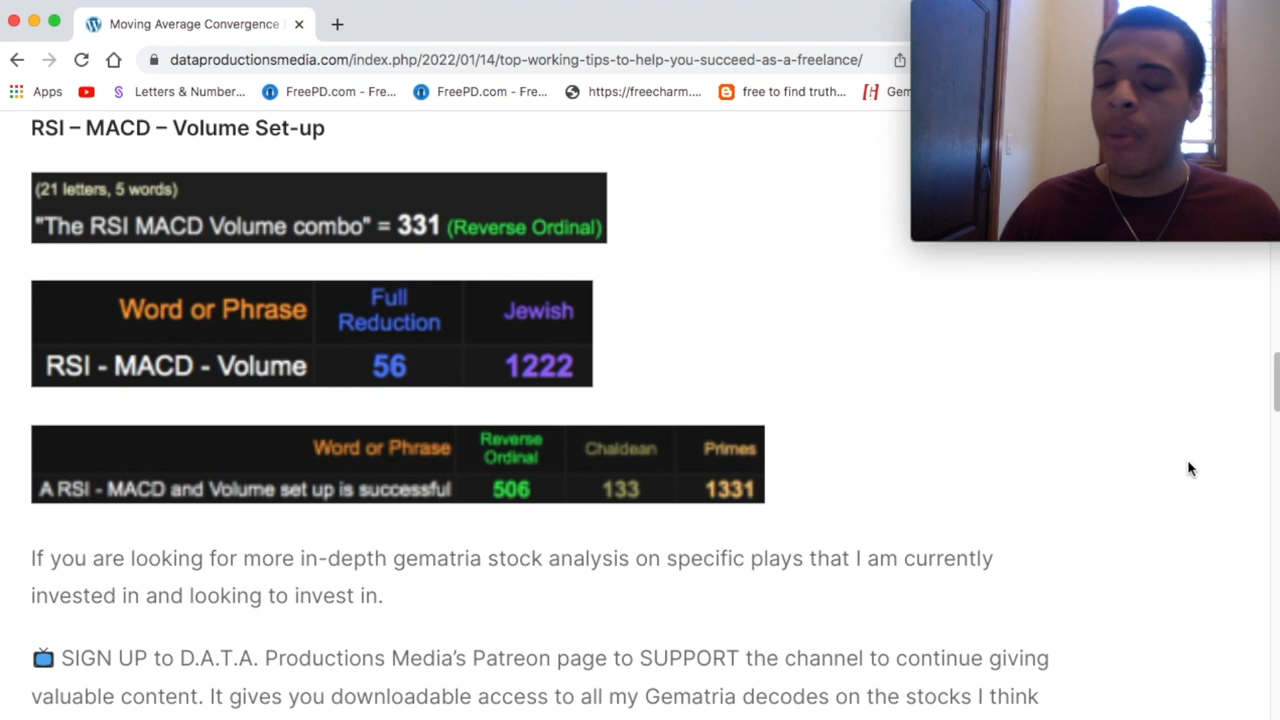 Moving Average Convergence
dataproductionsmedia.com/index.php/2022/01/14/top-working-tips-to-help-you-succeed-as-a-freelance/
Apps Letters & Number... FreePD.com - Fre... FreePD.com - Fre... https://freecharm.... free to find truth... Gem
RSI – MACD – Volume Set-up
(21 letters, 5 words)
"The RSI MACD Volume combo" = 331 (Reverse Ordinal)
Word or Phrase Full Reduction Jewish
RSI - MACD - Volume 56 1222
Word or Phrase Reverse Ordinal Chaldean Primes
A RSI - MACD and Volume set up is successful 506 133 1331
If you are looking for more in-depth gematria stock analysis on specific plays that I am currently
invested in and looking to invest in.
SIGN UP to D.A.T.A. Productions Media’s Patreon page to SUPPORT the channel to continue giving
valuable content. It gives you downloadable access to all my Gematria decodes on the stocks I think